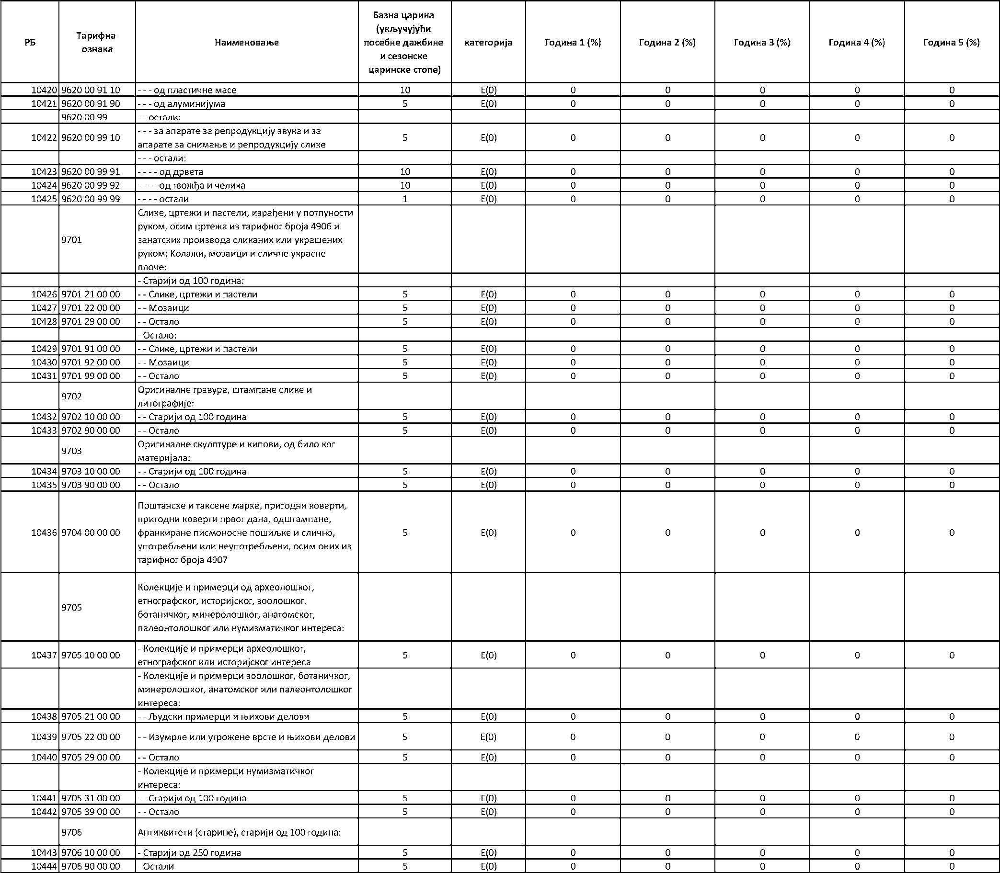 РБ Тарифна ознака Наименовање Базна царина (укључујући посебне дажбине и сезонске царинске стопе) категорија Година 1 (%) Година 2 (%) Година 3 (%) Година 4 (%) Година 5 (%)
10420 9620 00 91 10 - - - од пластичне масе 10 E(0) 0 0 0 0 0
10421 9620 00 91 90 - - - од алуминијума 5 E(0) 0 0 0 0 0
9620 00 99 - - остали:
10422 9620 00 99 10 - - - за апарате за репродукцију звука и за апарате за снимање и репродукцију слике 5 E(0) 0 0 0 0 0
- - - остали:
10423 9620 00 99 91 - - - - од дрвета 10 E(0) 0 0 0 0 0
10424 9620 00 99 92 - - - - од гвожђа и челика 10 E(0) 0 0 0 0 0
10425 9620 00 99 99 - - - - остали 1 E(0) 0 0 0 0 0
9701 Слике, цртежи и пастели, израђени у потпуности руком, осим цртежа из тарифног броја 4906 и занатских производа сликаних или украшених руком; Колажи, мозаици и сличне украсне плоче:
- Старији од 100 година:
10426 9701 21 00 00 - - Слике, цртежи и пастели 5 E(0) 0 0 0 0 0
10427 9701 22 00 00 - - Мозаици 5 E(0) 0 0 0 0 0
10428 9701 29 00 00 - - Остало 5 E(0) 0 0 0 0 0
- Остало:
10429 9701 91 00 00 - - Слике, цртежи и пастели 5 E(0) 0 0 0 0 0
10430 9701 92 00 00 - - Мозаици 5 E(0) 0 0 0 0 0
10431 9701 99 00 00 - - Остало 5 E(0) 0 0 0 0 0
9702 Оригиналне гравуре, штампане слике и литографије:
10432 9702 10 00 00 - - Старији од 100 година 5 E(0) 0 0 0 0 0
10433 9702 90 00 00 - - Остало 5 E(0) 0 0 0 0 0
9703 Оригиналне скулптуре и кипови, од било ког материјала:
10434 9703 10 00 00 - - Старији од 100 година 5 E(0) 0 0 0 0 0
10435 9703 90 00 00 - - Остало 5 E(0) 0 0 0 0 0
10436 9704 00 00 00 Поштанске и таксене марке, пригодни коверти, пригодни коверти првог дана, одштампане, франкиране писмоносне пошиљке и слично, употребљени или неупотребљени, осим оних из тарифног броја 4907 5 E(0) 0 0 0 0 0
9705 Колекције и примерци од археолошког, етнографског, историјског, зоолошког, ботаничког, минеролошког, анатомског, палеонтолошког или нумизматичког интереса:
10437 9705 10 00 00 - Колекције и примерци археолошког, етнографског или историјског интереса 5 E(0) 0 0 0 0 0
- Колекције и примерци зоолошког, ботаничког, минеролошког, анатомског или палеонтолошког интереса:
10438 9705 21 00 00 - - Људски примерци и њихови делови 5 E(0) 0 0 0 0 0
10439 9705 22 00 00 - - Изумрле или угрожене врсте и њихови делови 5 E(0) 0 0 0 0 0
10440 9705 29 00 00 - - Остало 5 E(0) 0 0 0 0 0
- Колекције и примерци нумизматичког интереса:
10441 9705 31 00 00 - - Старији од 100 година 5 E(0) 0 0 0 0 0
10442 9705 39 00 00 - - Остало 5 E(0) 0 0 0 0 0
9706 Антиквитети (старине), старији од 100 година:
10443 9706 10 00 00 - Старији од 250 година 5 E(0) 0 0 0 0 0
10444 9706 90 00 00 - Остали 5 E(0) 0 0 0 0 0